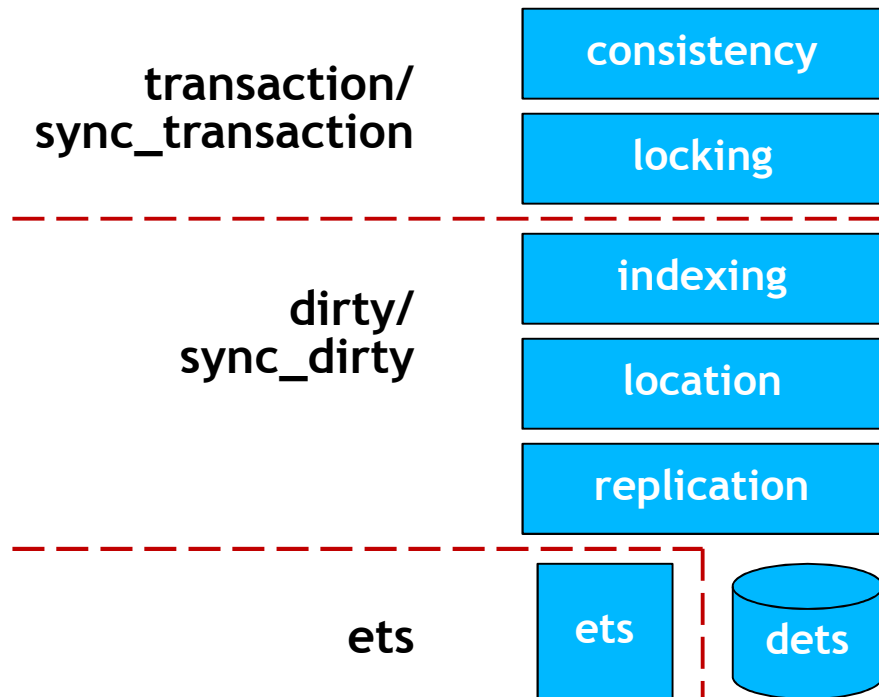 transaction/
sync_transaction
consistency
locking
dirty/
sync_dirty
indexing
location
replication
ets
ets
dets